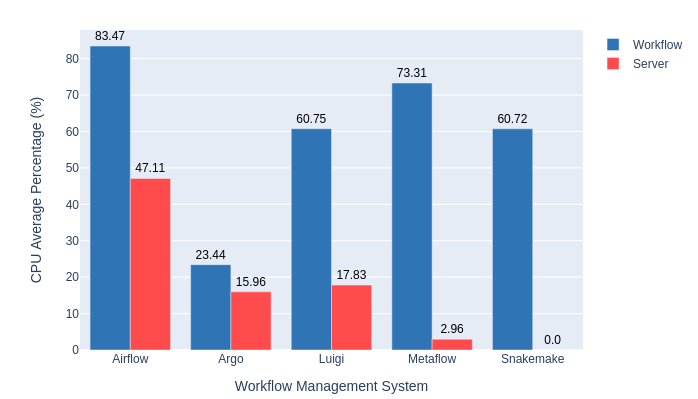 83.47
47.11
23.44
15.96
60.75
17.83
73.31
2.96
60.72
0.0
Workflow
Server
CPU Average Percentage (%)
80
70
60
50
40
30
20
10
0
Airflow
Argo
Luigi
Metaflow
Snakemake
Workflow Management System